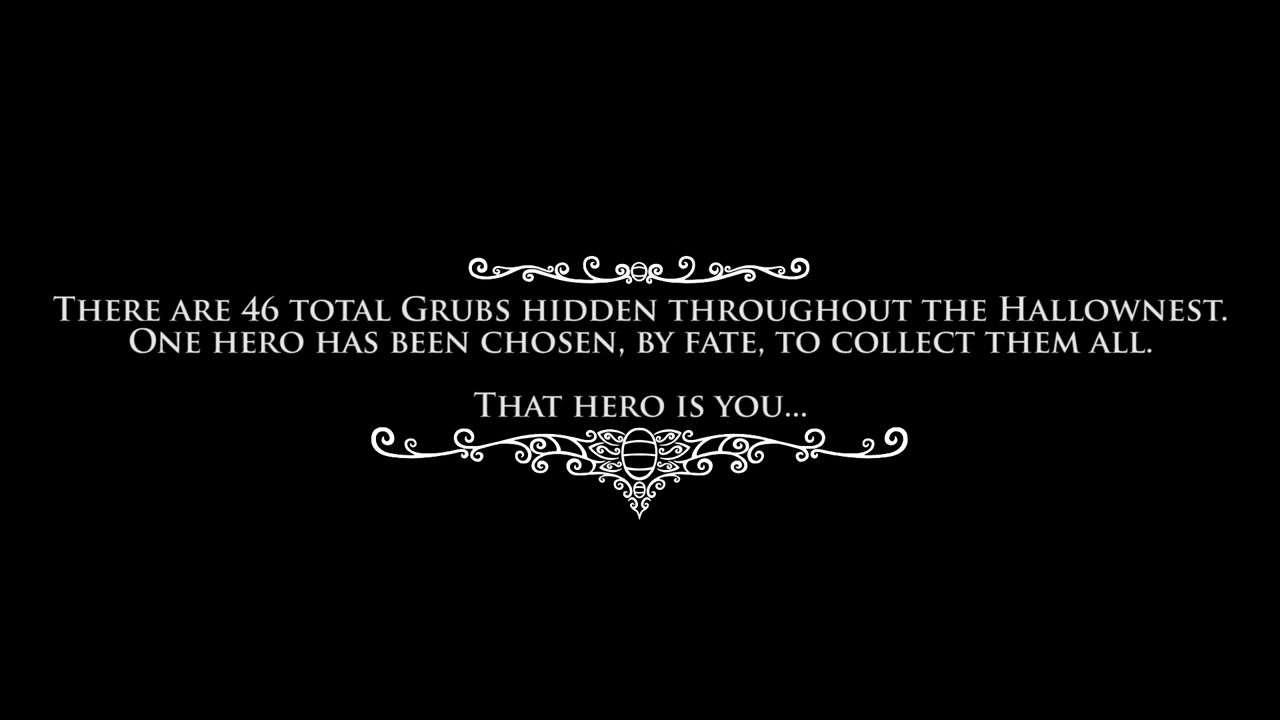 There are 46 total Grubs hidden throughout the Hallownest.
One hero has been chosen, by fate, to collect them all.
That hero is you...